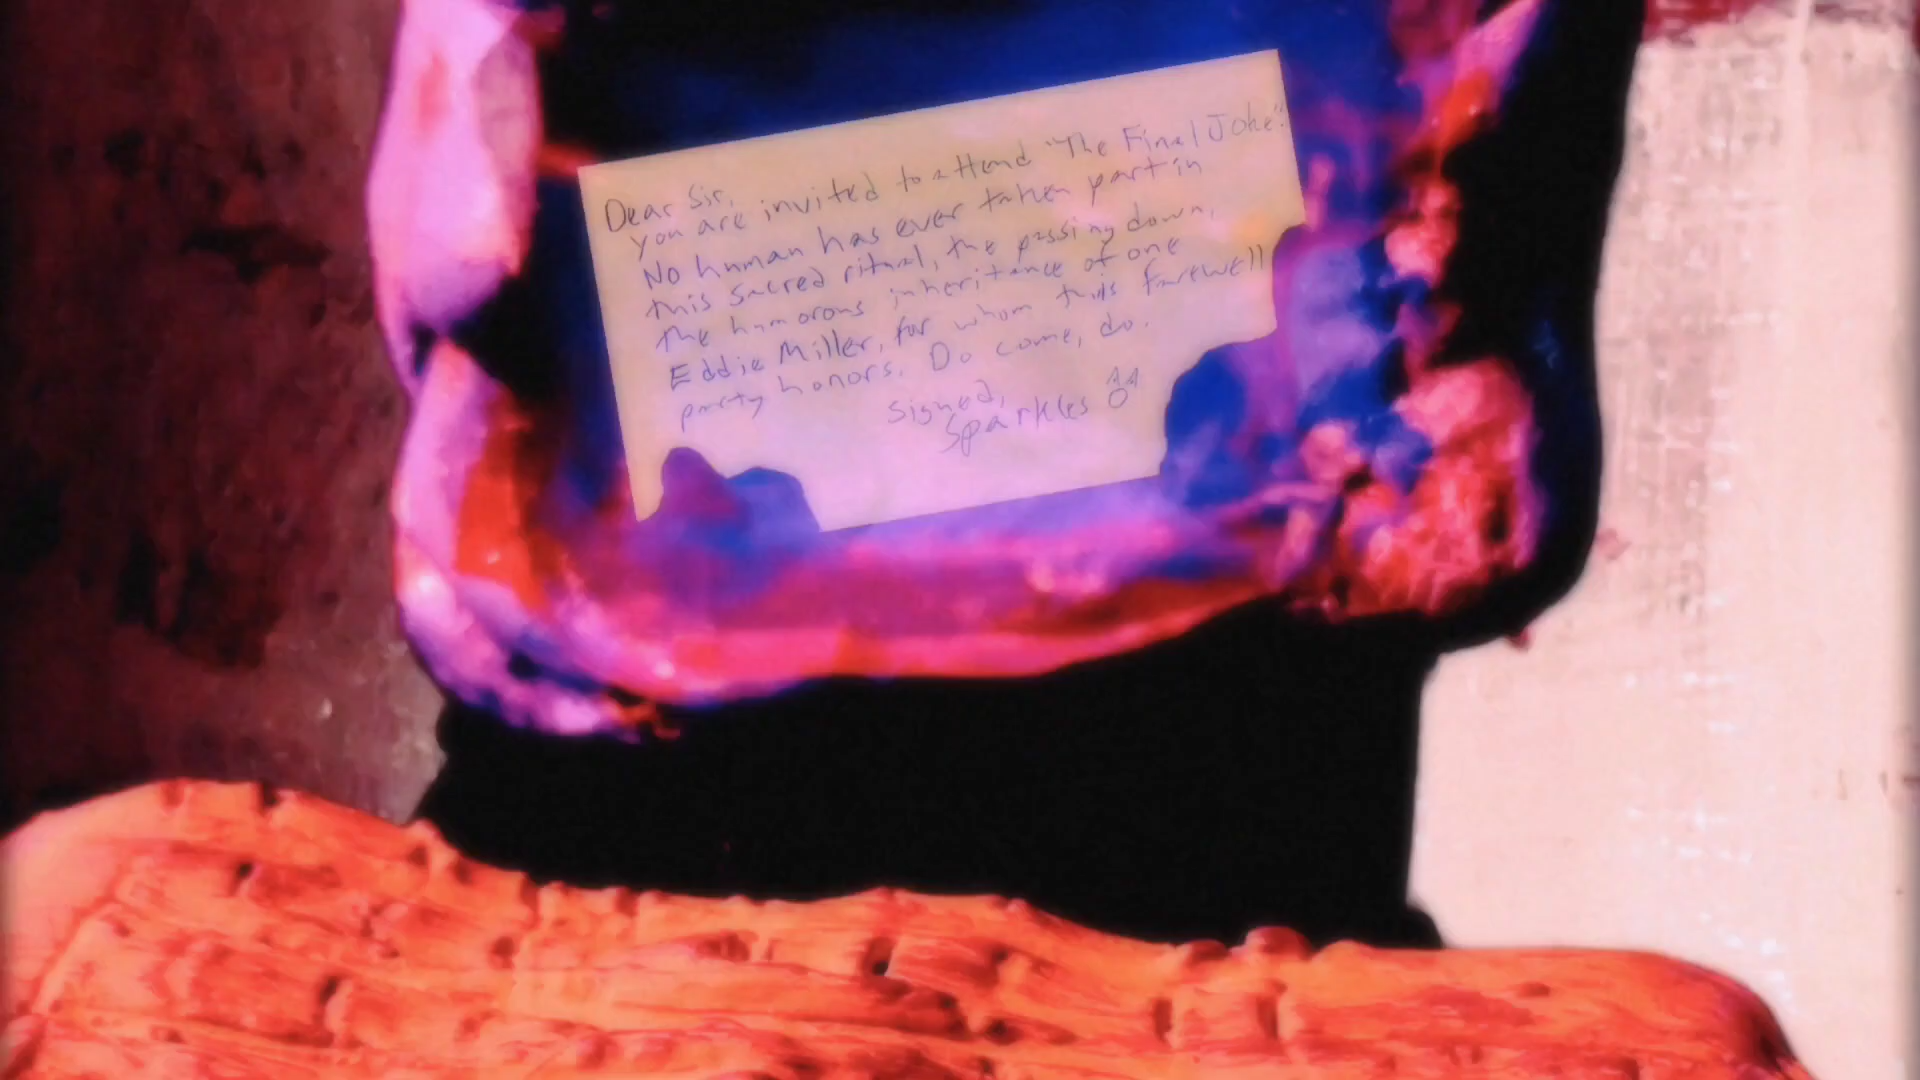 Dear Sir,
you are invited to attend "The Final Joke".
No human has ever taken part in
this sacred ritual, the passing down,
the humorous inheritance of one
Eddie Miller, for whom this farewell
party honors. Do come, do.
signed,
Sparkles